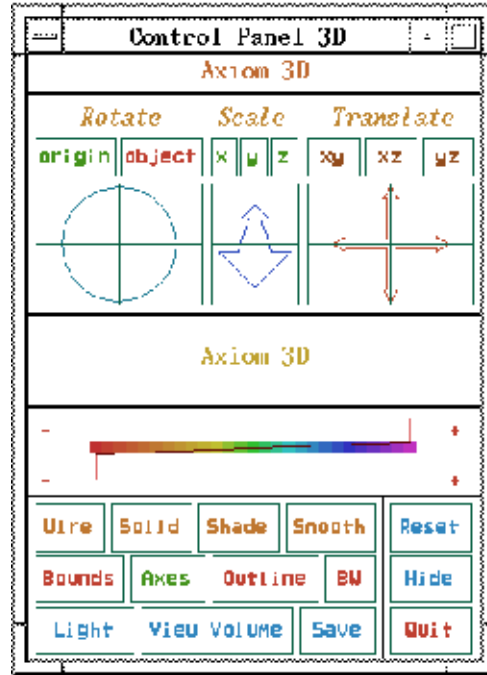 Control Panel 3D
Axiom 3D
Rotate Scale Translate
origin object x y z xy xz yz
Axiom 3D
- +
- +
Wire Solid Shade Smooth Reset
Bounds Axes Outline BW Hide
Light View Volume Save Quit